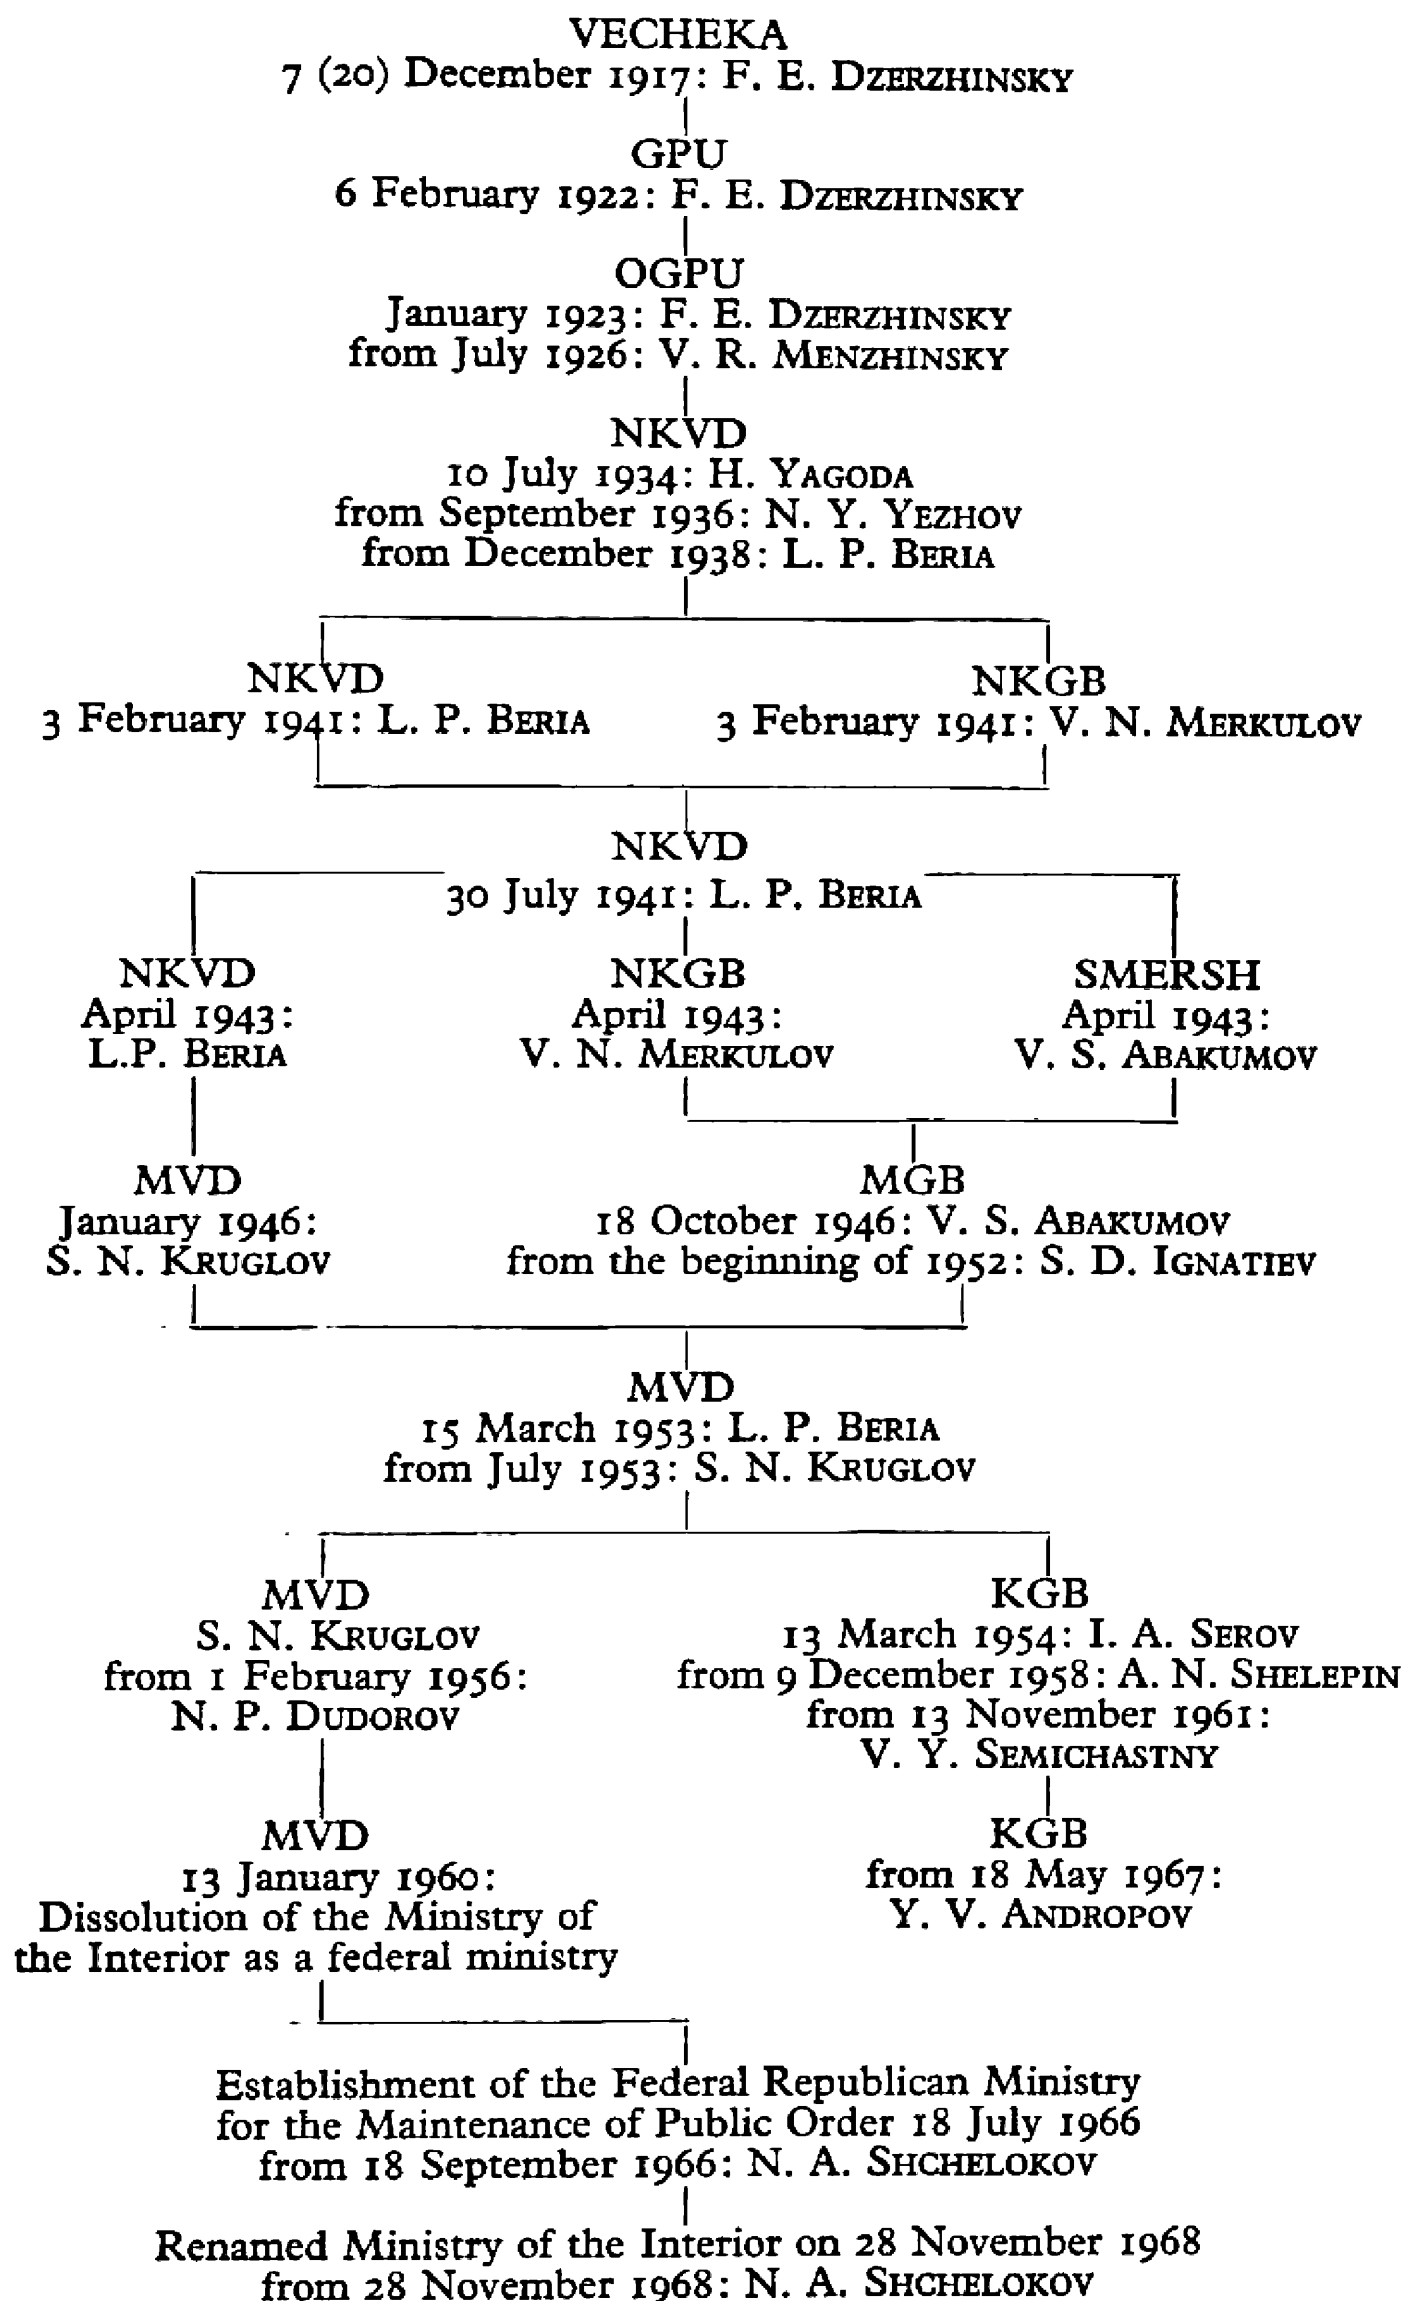 VECHEKA
7 (20) December 1917: F. E. DZERZHINSKY
GPU
6 February 1922: F. E. DZERZHINSKY
OGPU
January 1923: F. E. DZERZHINSKY
from July 1926: V. R. MENZHINSKY
NKVD
10 July 1934: H. YAGODA
from September 1936: N. Y. YEZHOV
from December 1938: L. P. BERIA
NKVD
3 February 1941: L. P. BERIA
NKGB
3 February 1941: V. N. MERKULOV
NKVD
30 July 1941: L. P. BERIA
NKVD
April 1943:
L.P. BERIA
NKGB
April 1943:
V. N. MERKULOV
SMERSH
April 1943:
V. S. ABAKUMOV
MVD
January 1946:
S. N. KRUGLOV
MGB
18 October 1946: V. S. ABAKUMOV
from the beginning of 1952: S. D. IGNATIEV
MVD
15 March 1953: L. P. BERIA
from July 1953: S. N. KRUGLOV
MVD
S. N. KRUGLOV
from 1 February 1956:
N. P. DUDOROV
KGB
13 March 1954: I. A. SEROV
from 9 December 1958: A. N. SHELEPIN
from 13 November 1961:
V. Y. SEMICHASTNY
MVD
13 January 1960:
Dissolution of the Ministry of
the Interior as a federal ministry
KGB
from 18 May 1967:
Y. V. ANDROPOV
Establishment of the Federal Republican Ministry
for the Maintenance of Public Order 18 July 1966
from 18 September 1966: N. A. SHCHELOKOV
Renamed Ministry of the Interior on 28 November 1968
from 28 November 1968: N. A. SHCHELOKOV